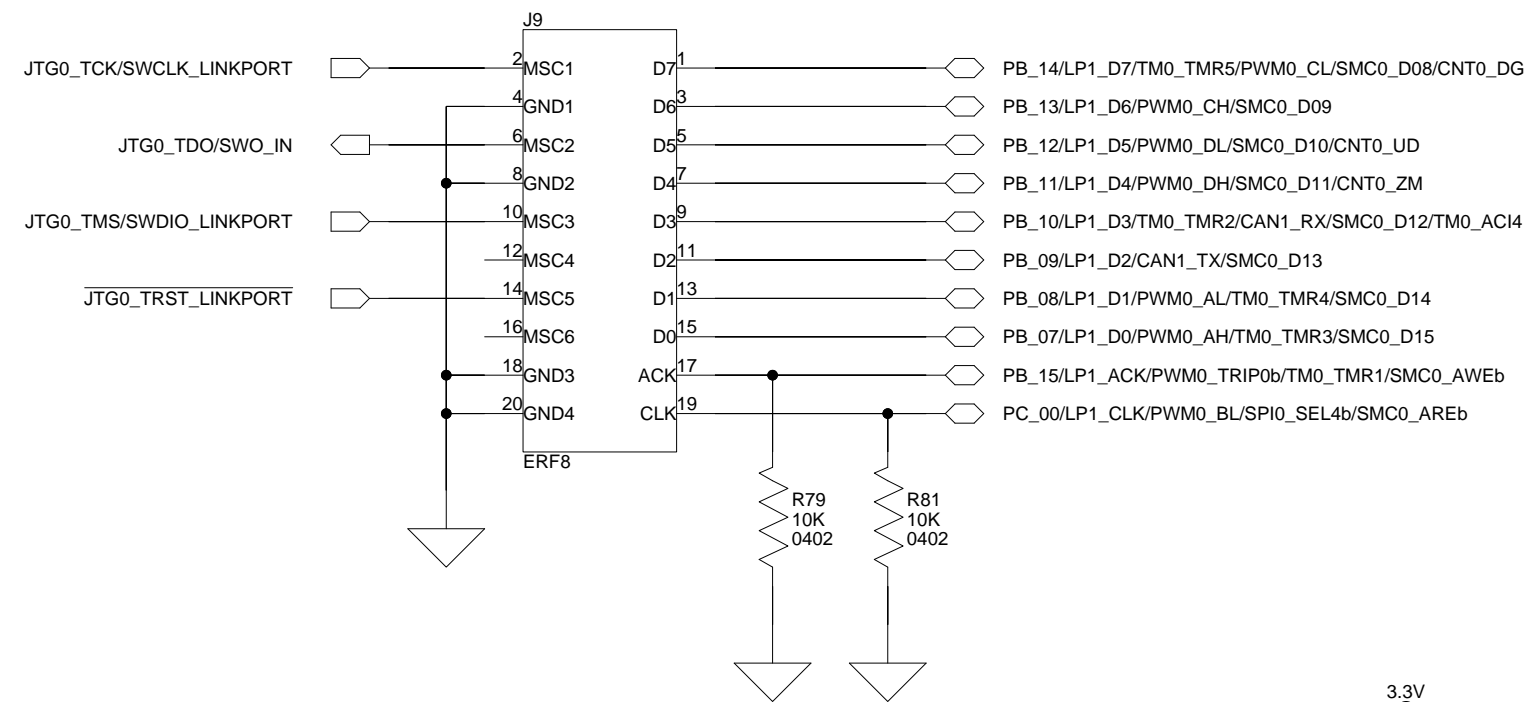 J9
JTG0_TCK/SWCLK_LINKPORT 2 MSC1 D7 1 PB_14/LP1_D7/TM0_TMR5/PWM0_CL/SMC0_D08/CNT0_DG
4 GND1 D6 3 PB_13/LP1_D6/PWM0_CH/SMC0_D09
JTG0_TDO/SWO_IN 6 MSC2 D5 5 PB_12/LP1_D5/PWM0_DL/SMC0_D10/CNT0_UD
8 GND2 D4 7 PB_11/LP1_D4/PWM0_DH/SMC0_D11/CNT0_ZM
JTG0_TMS/SWDIO_LINKPORT 10 MSC3 D3 9 PB_10/LP1_D3/TM0_TMR2/CAN1_RX/SMC0_D12/TM0_ACI4
12 MSC4 D2 11 PB_09/LP1_D2/CAN1_TX/SMC0_D13
JTG0_TRST_LINKPORT 14 MSC5 D1 13 PB_08/LP1_D1/PWM0_AL/TM0_TMR4/SMC0_D14
16 MSC6 D0 15 PB_07/LP1_D0/PWM0_AH/TM0_TMR3/SMC0_D15
18 GND3 ACK 17 PB_15/LP1_ACK/PWM0_TRIP0b/TM0_TMR1/SMC0_AWEb
20 GND4 CLK 19 PC_00/LP1_CLK/PWM0_BL/SPI0_SEL4b/SMC0_AREb
ERF8
R79 R81
10K 10K
0402 0402
3.3V